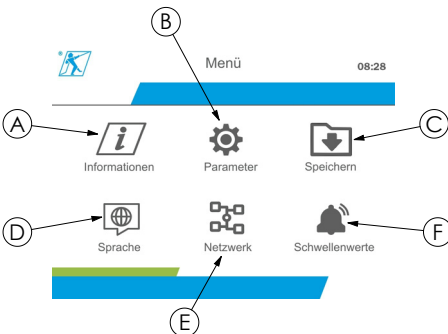 B
Menü 08:28
A C
i
Informationen Parameter Speichern
D F
Sprache Netzwerk Schwellenwerte
E